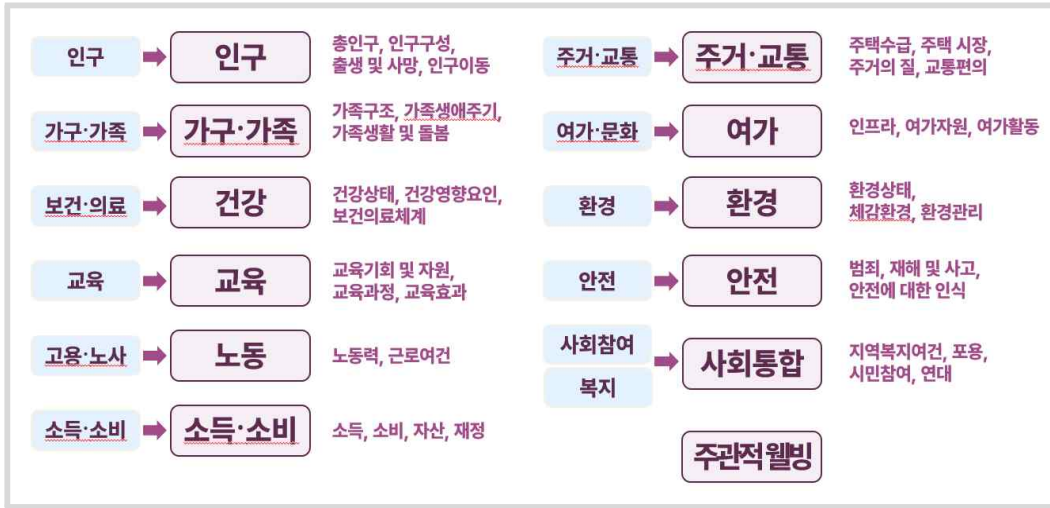 인구
인구
총인구, 인구구성,
출생 및 사망, 인구이동
가구·가족
가구·가족
가족구조, 가족생애주기,
가족생활 및 돌봄
보건·의료
건강
건강상태, 건강영향요인,
보건의료체계
교육
교육
교육기회 및 자원,
교육과정, 교육효과
고용·노사
노동
노동력, 근로여건
소득·소비
소득·소비
소득, 소비, 자산, 재정
주거·교통
주거·교통
주택수급, 주택 시장,
주거의 질, 교통편의
여가·문화
여가
인프라, 여가자원, 여가활동
환경
환경
환경상태,
체감환경, 환경관리
안전
안전
범죄, 재해 및 사고,
안전에 대한 인식
사회참여
복지
사회통합
지역복지여건, 포용,
시민참여, 연대
주관적 웰빙